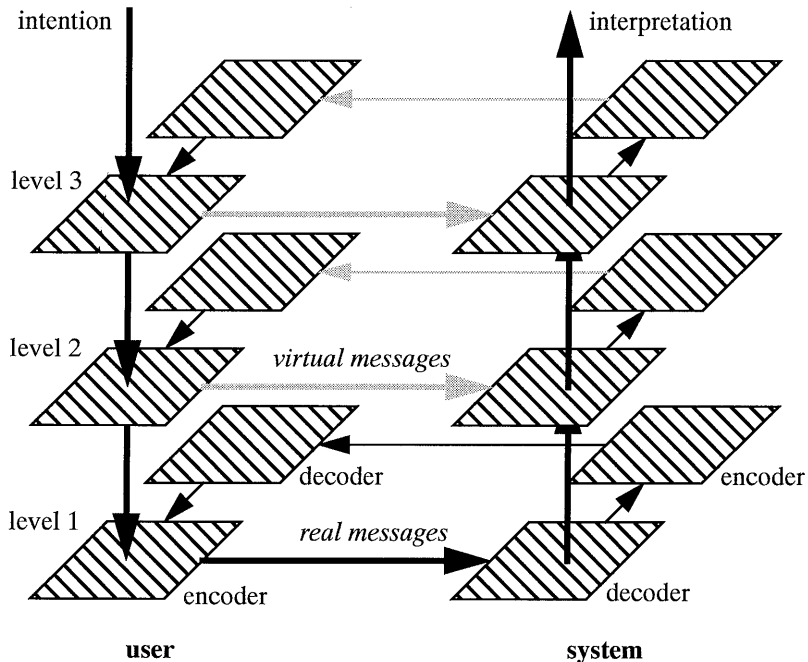 intention
interpretation
level 3
level 2
virtual messages
decoder
encoder
level 1
real messages
encoder
decoder
user
system